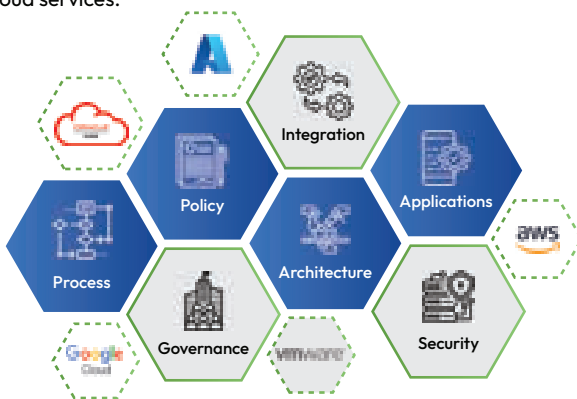 oud services.
Integration
Policy
Applications
aws
Process
Architecture
Governance
Security
Google
Cloud
vmware